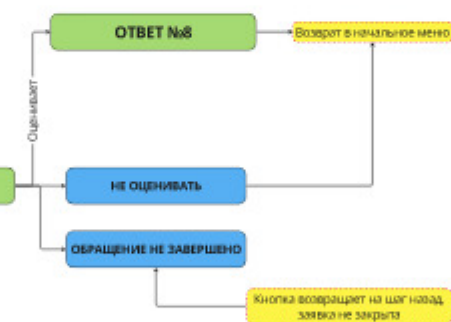 ОТВЕТ №8
Возврат в начальное меню
Оценивает
НЕ ОЦЕНИВАТЬ
ОБРАЩЕНИЕ НЕ ЗАВЕРШЕНО
Кнопка возвращает на шаг назад,
заявка не закрыта